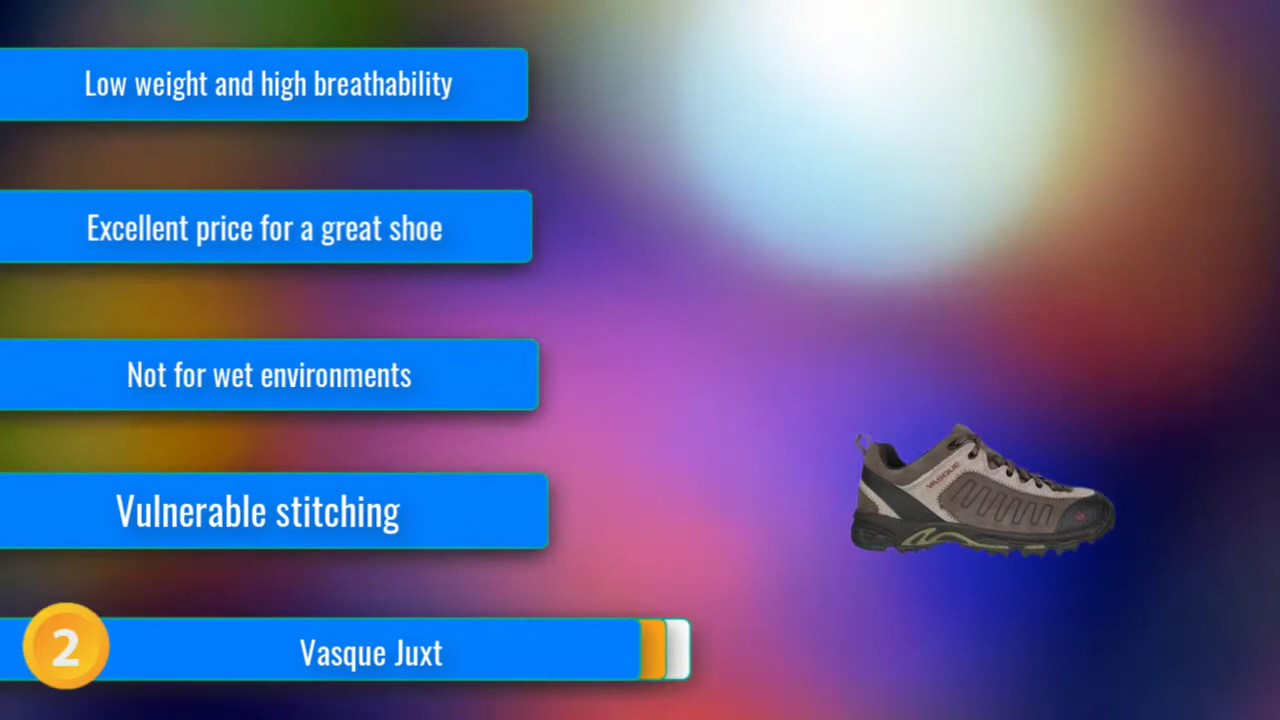 Low weight and high breathability
Excellent price for a great shoe
Not for wet environments
Vulnerable stitching
2
Vasque Juxt
VASQUE